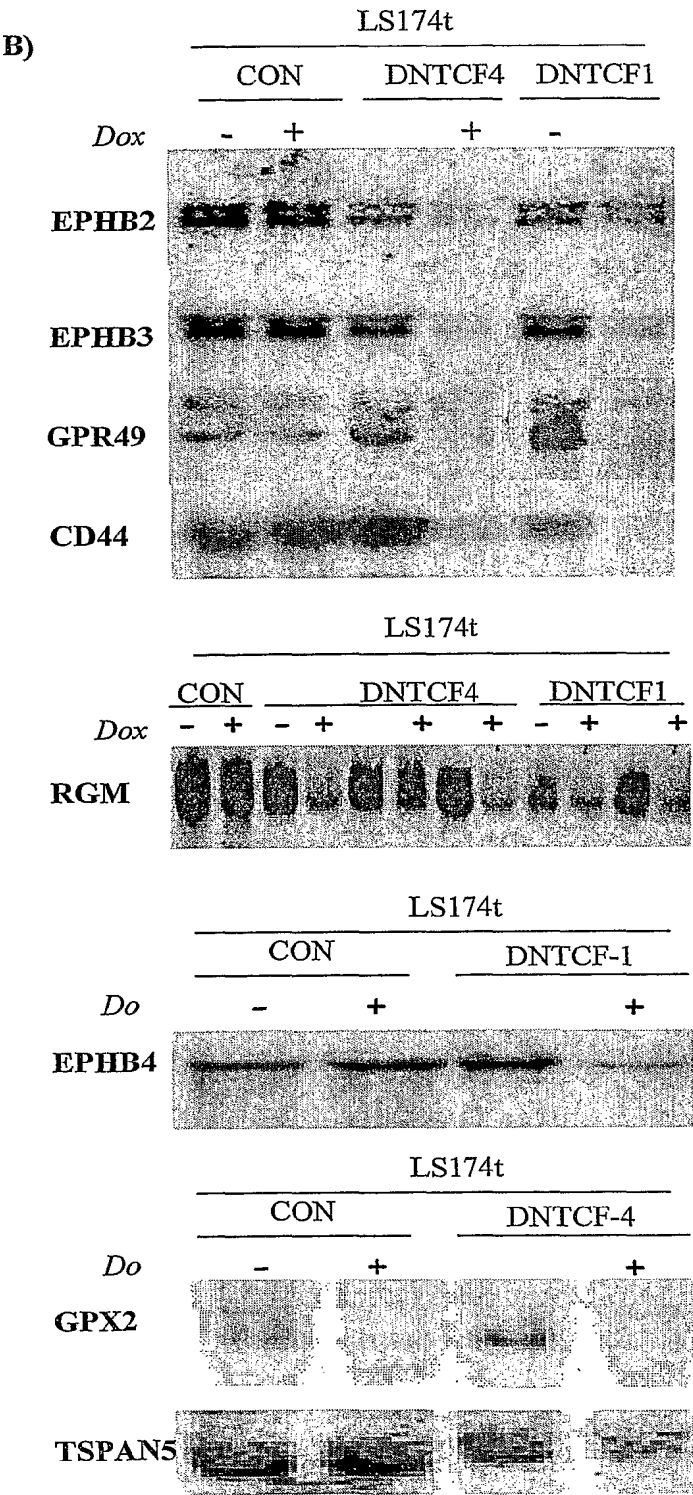 B)
LS174t
CON DNTCF4 DNTCF1
Dox - + + -
EPHB2
EPHB3
GPR49
CD44
LS174t
CON DNTCF4 DNTCF1
Dox - + - + + + - + +
RGM
LS174t
CON DNTCF-1
Do - + +
EPHB4
LS174t
CON DNTCF-4
Do - + +
GPX2
TSPAN5